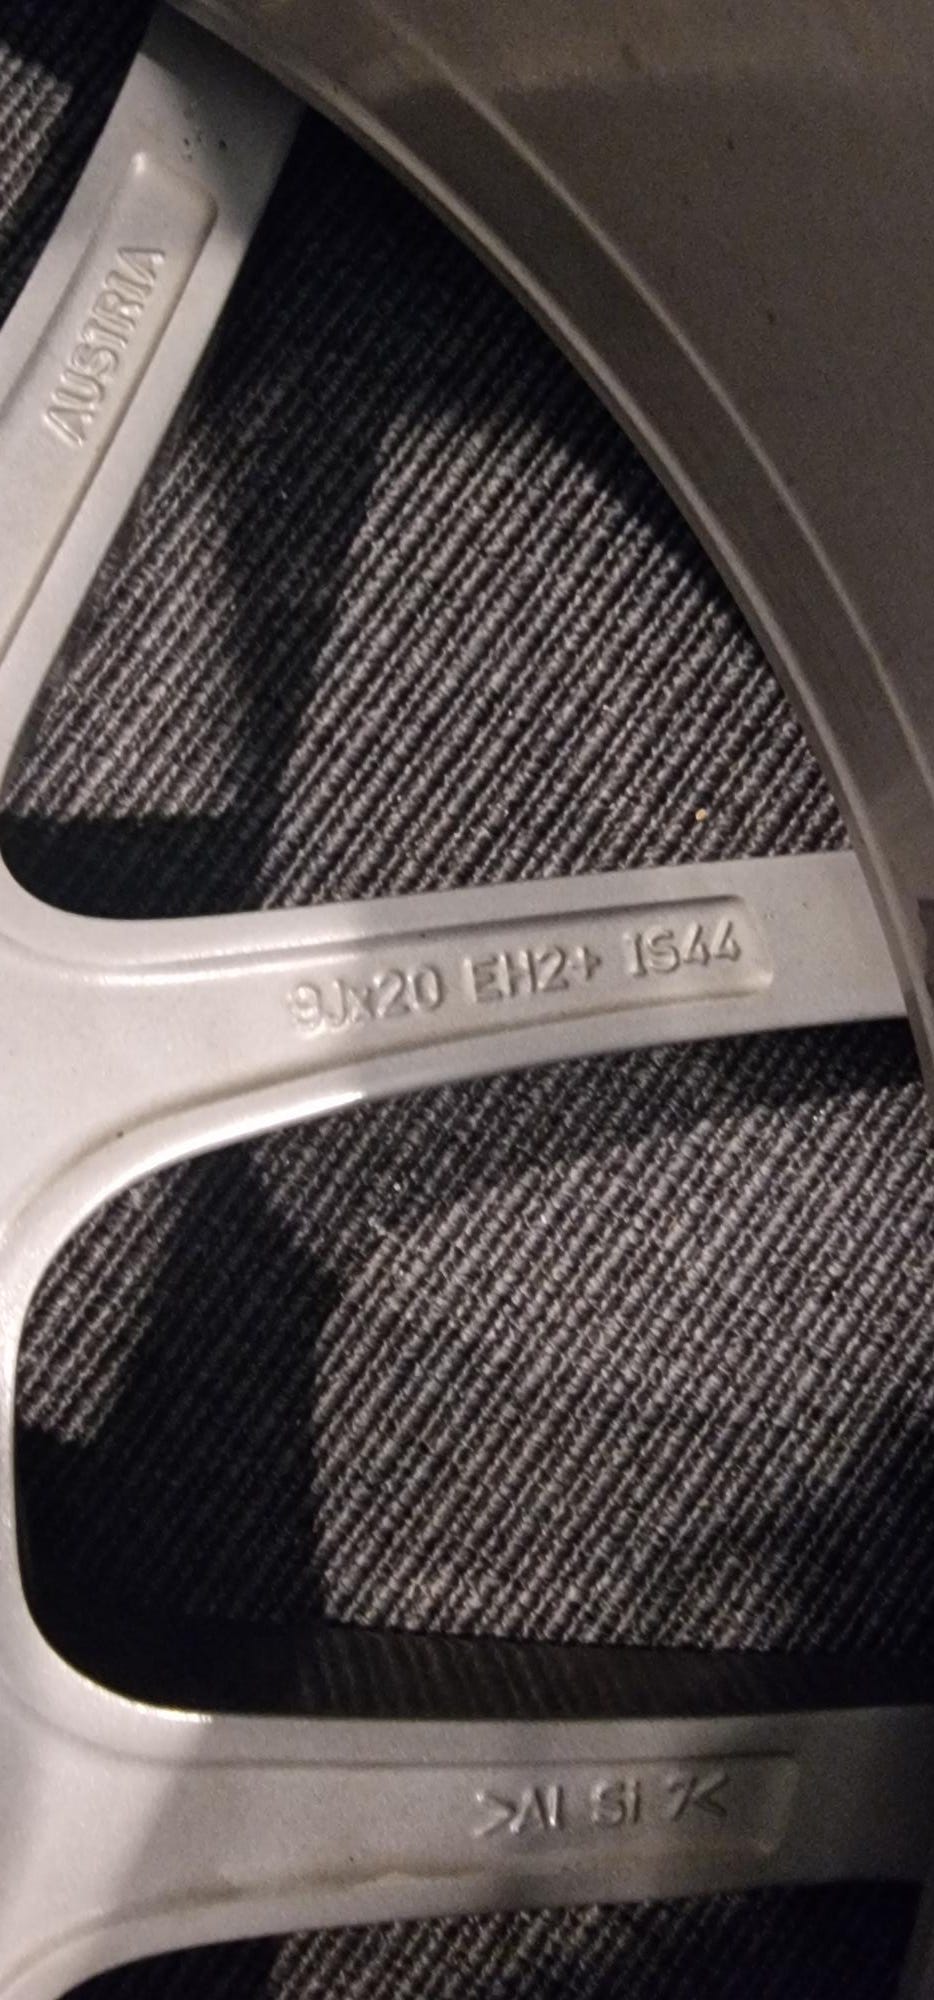 AUSTRIA
9Jx20 EH2+ IS44
>Al Si 7<